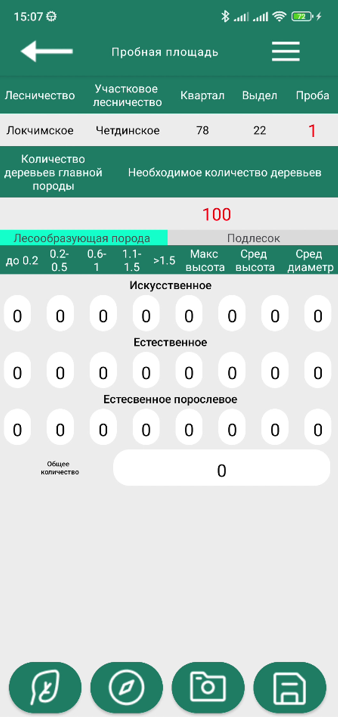 15:07 72
Пробная площадь
Лесничество Участковое лесничество Квартал Выдел Проба
Локчимское Четдинское 78 22 1
Количество деревьев главной породы Необходимое количество деревьев
100
Лесообразующая порода Подлесок
до 0.2 0.2-0.5 0.6-1 1.1-1.5 >1.5 Макс высота Сред высота Сред диаметр
Искусственное
0 0 0 0 0 0 0 0
Естественное
0 0 0 0 0 0 0 0
Естесвенное порослевое
0 0 0 0 0 0 0 0
Общее количество 0